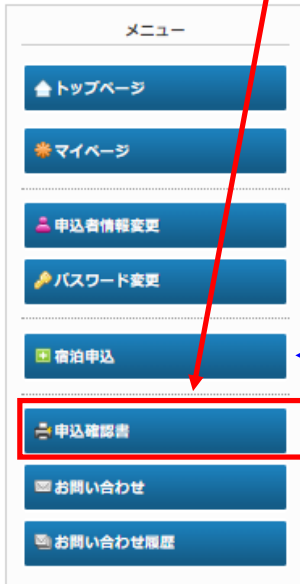 メニュー
トップページ
マイページ
申込者情報変更
パスワード変更
宿泊申込
申込確認書
お問い合わせ
お問い合わせ履歴